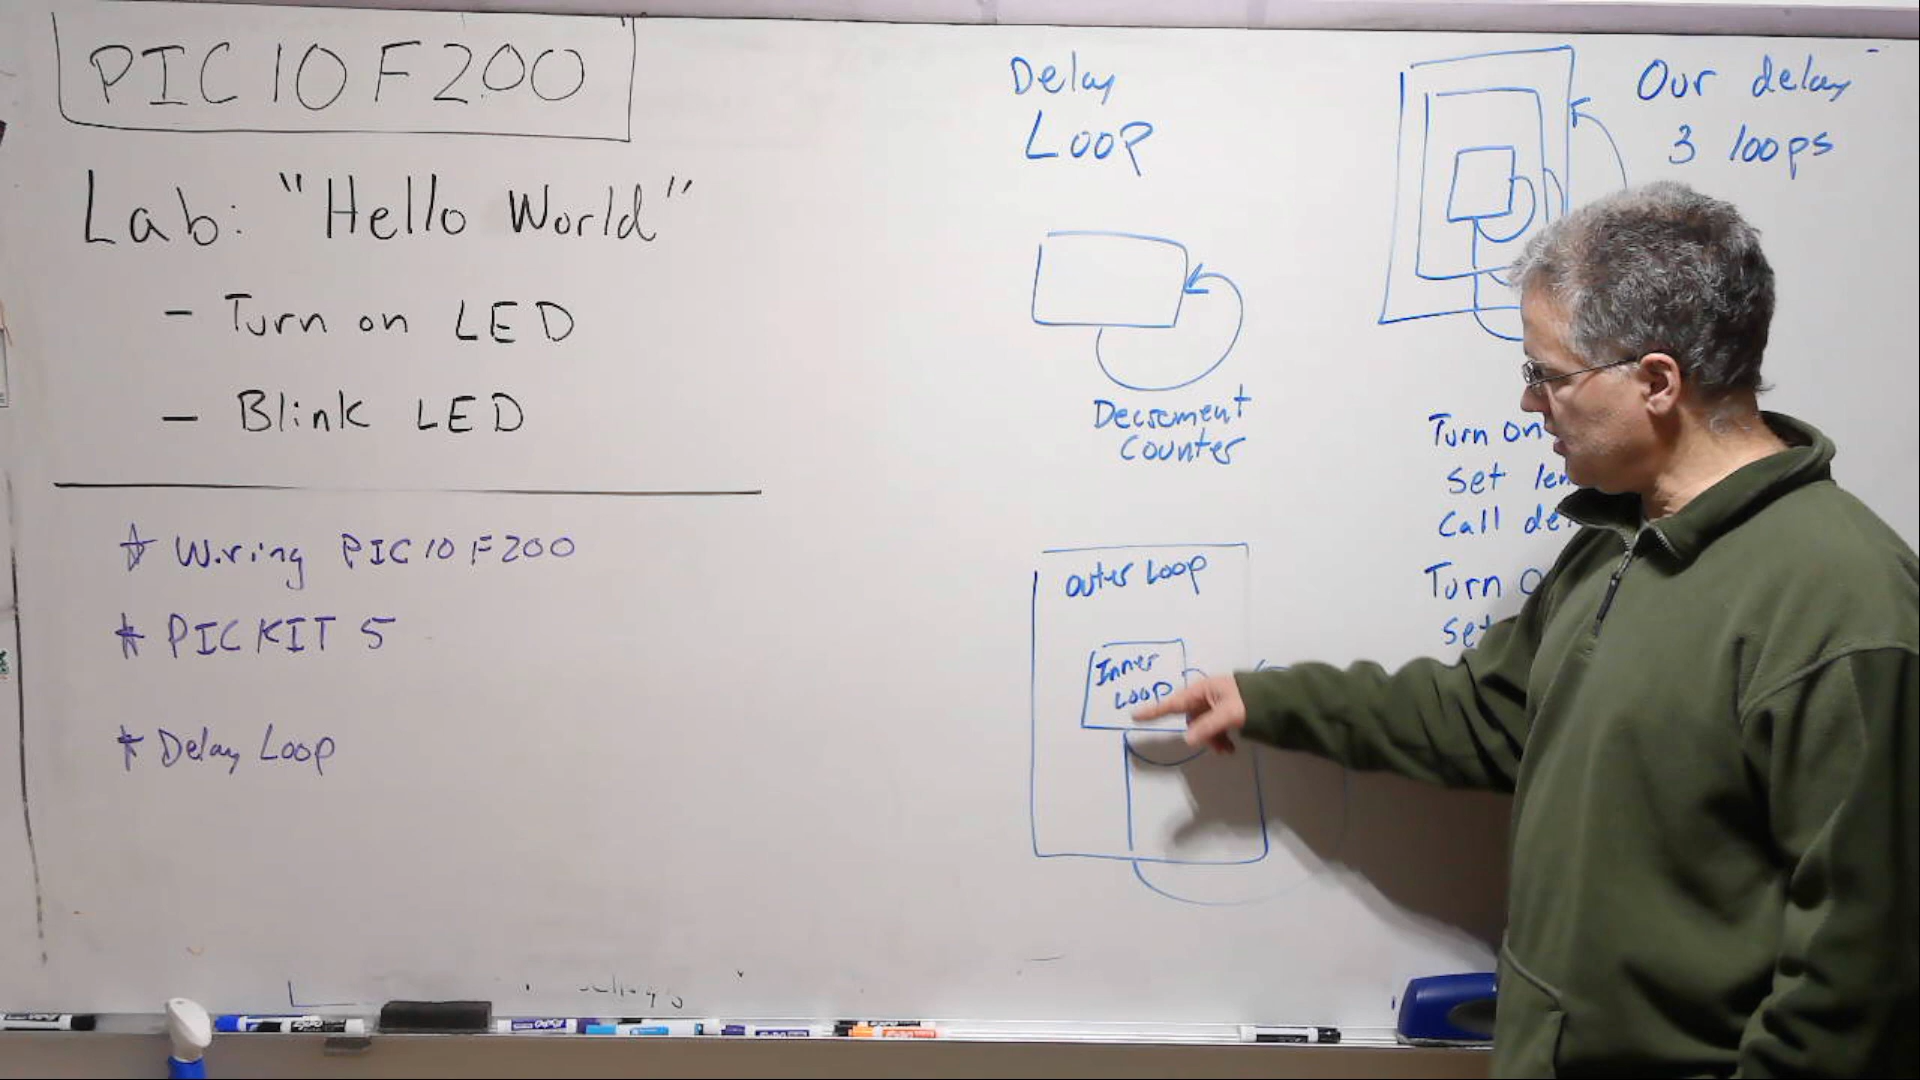 PIC10F200
Lab: "Hello World"
- Turn on LED
- Blink LED
* Wiring PIC10F200
* PICKIT 5
* Delay Loop
Delay
LOOP
Decrement
Counter
outer Loop
Inner
Loop
Our delay
3 loops
Turn on
Set
Call
Turn
Set